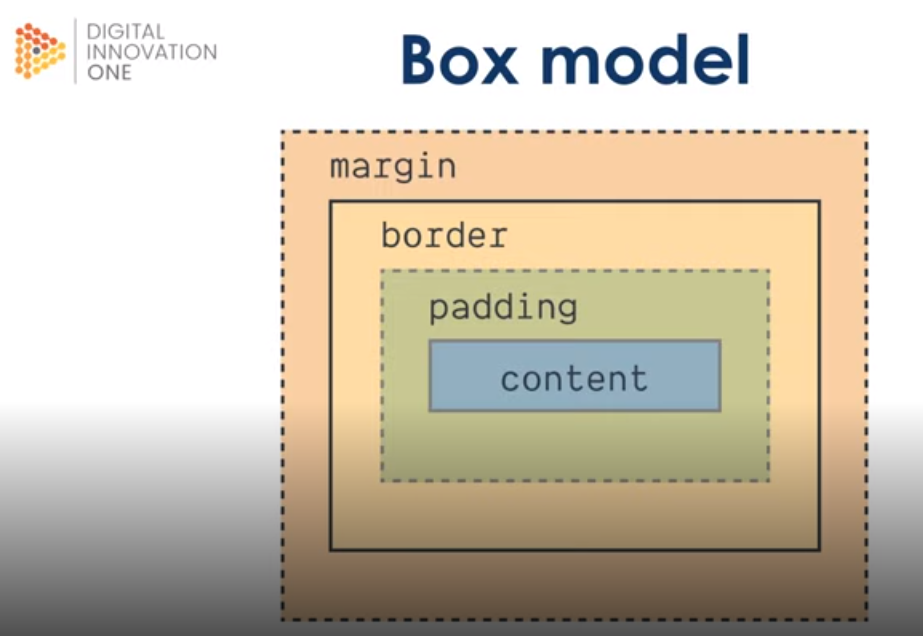 DIGITAL
INNOVATION
ONE
Box model
margin
border
padding
content